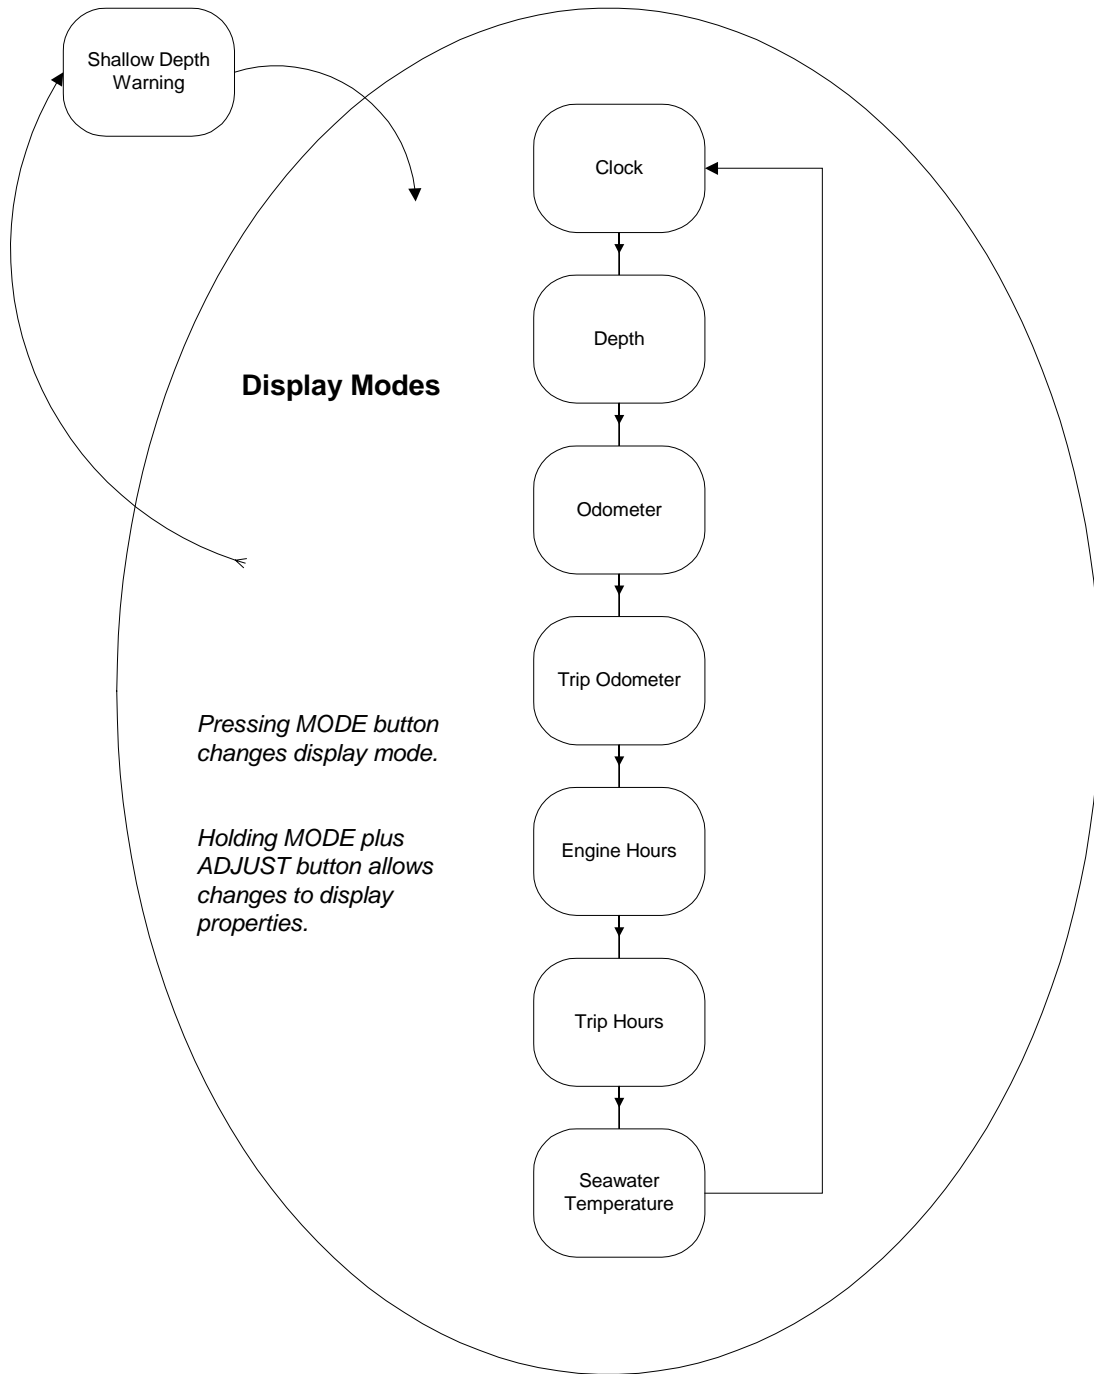 Shallow Depth
Warning
Clock
Depth
Display Modes
Odometer
Trip Odometer
Pressing MODE button
changes display mode.
Holding MODE plus
ADJUST button allows
changes to display
properties.
Engine Hours
Trip Hours
Seawater
Temperature